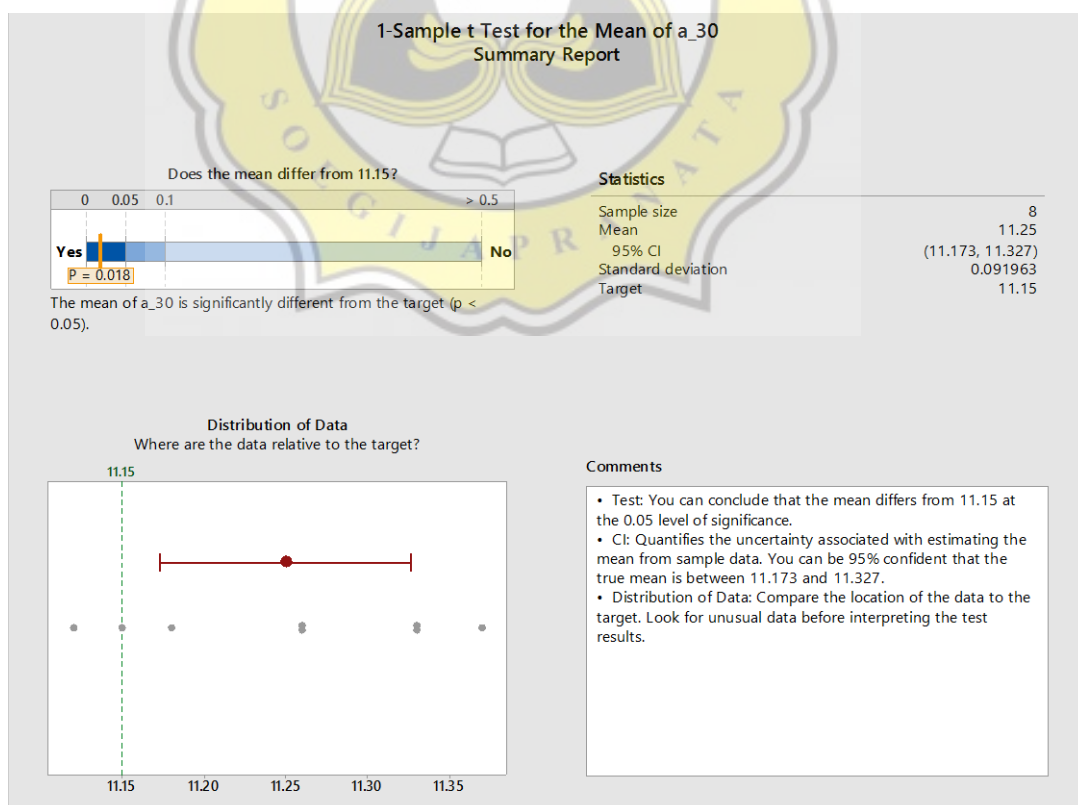 1-Sample t Test for the Mean of a_30
Summary Report
SOEGIJAPRANATA
Does the mean differ from 11.15?
0 0.05 0.1 > 0.5
Yes No
P = 0.018
The mean of a_30 is significantly different from the target (p <
0.05).
Statistics
Sample size 8
Mean 11.25
95% CI (11.173, 11.327)
Standard deviation 0.091963
Target 11.15
Distribution of Data
Where are the data relative to the target?
11.15
11.15 11.20 11.25 11.30 11.35
Comments
• Test: You can conclude that the mean differs from 11.15 at
the 0.05 level of significance.
• CI: Quantifies the uncertainty associated with estimating the
mean from sample data. You can be 95% confident that the
true mean is between 11.173 and 11.327.
• Distribution of Data: Compare the location of the data to the
target. Look for unusual data before interpreting the test
results.